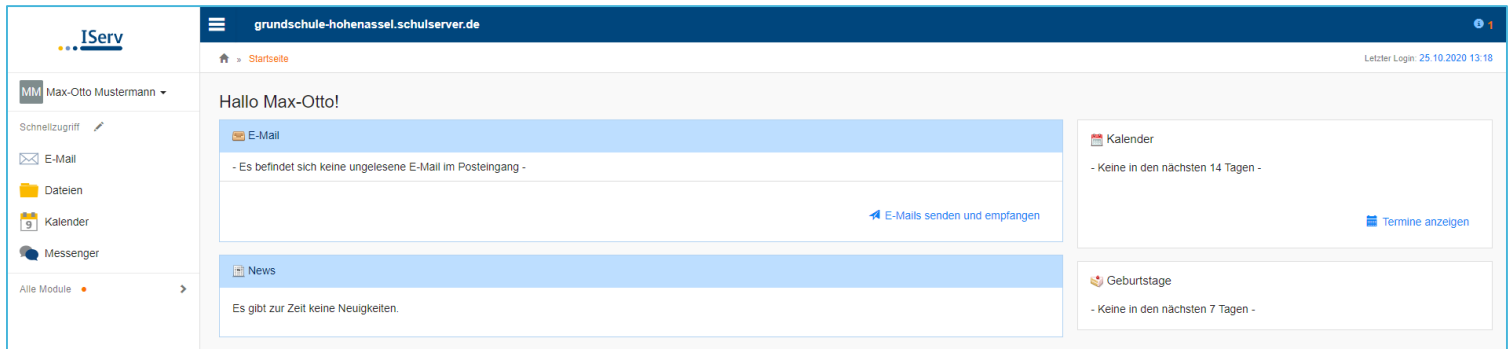 IServ
MM Max-Otto Mustermann
Schnellzugriff
E-Mail
Dateien
9
Kalender
Messenger
Alle Module
grundschule-hohenassel.schulserver.de
1
» Startseite
Letzter Login: 25.10.2020 13:18
Hallo Max-Otto!
E-Mail
- Es befindet sich keine ungelesene E-Mail im Posteingang -
E-Mails senden und empfangen
News
Es gibt zur Zeit keine Neuigkeiten.
Kalender
- Keine in den nächsten 14 Tagen -
Termine anzeigen
Geburtstage
- Keine in den nächsten 7 Tagen -